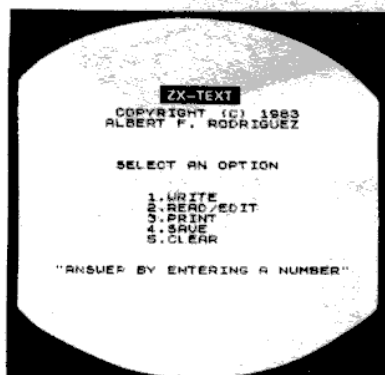 ZX-TEXT
COPYRIGHT (C) 1983
ALBERT F. RODRIGUEZ
SELECT AN OPTION
1.WRITE
2.READ/EDIT
3.PRINT
4.SAVE
5.CLEAR
"ANSWER BY ENTERING A NUMBER"